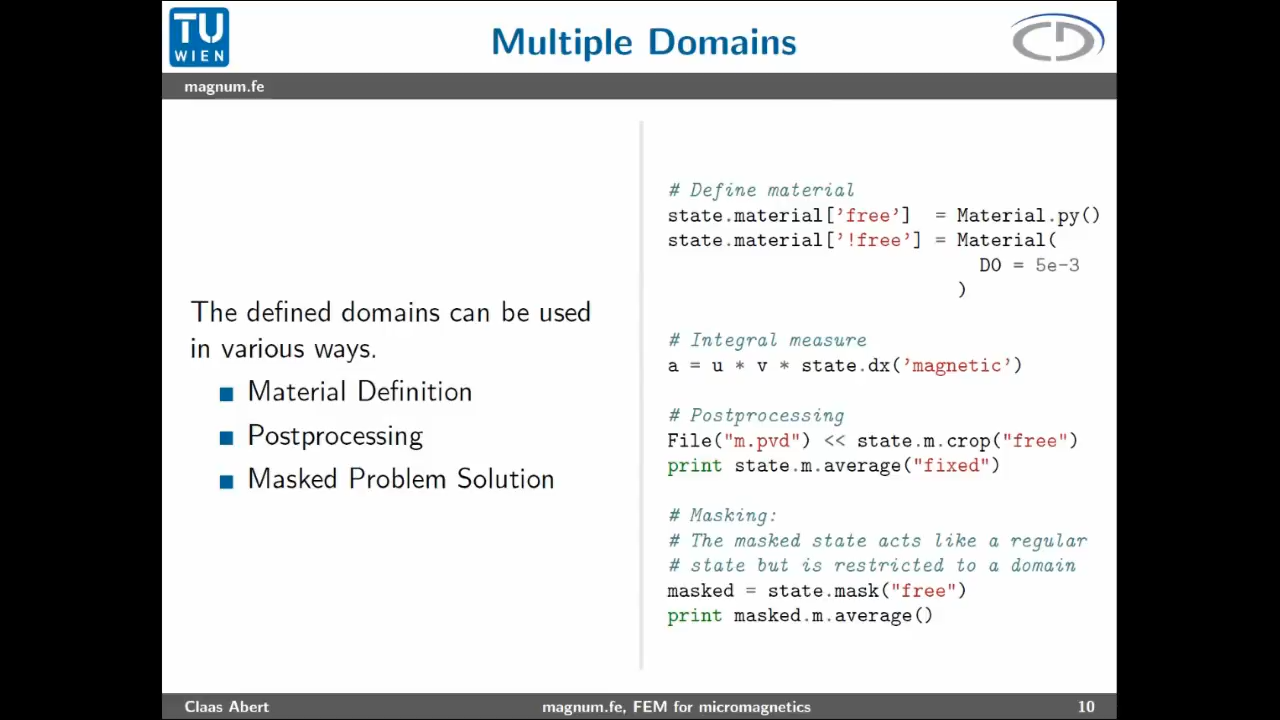 TU
WIEN
Multiple Domains
magnum.fe
The defined domains can be used
in various ways.
Material Definition
Postprocessing
Masked Problem Solution
# Define material
state.material['free'] = Material.py()
state.material['!free'] = Material(
D0 = 5e-3
)
# Integral measure
a = u * v * state.dx('magnetic')
# Postprocessing
File("m.pvd") << state.m.crop("free")
print state.m.average("fixed")
# Masking:
# The masked state acts like a regular
# state but is restricted to a domain
masked = state.mask("free")
print masked.m.average()
Claas Abert
magnum.fe, FEM for micromagnetics
10